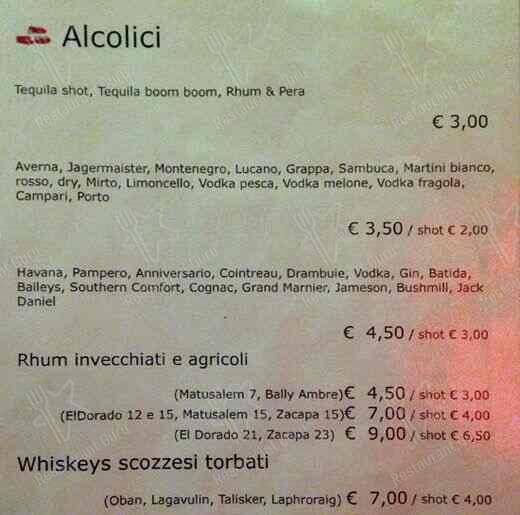 Alcolici
Tequila shot, Tequila boom boom, Rhum & Pera
€ 3,00
Averna, Jagermaister, Montenegro, Lucano, Grappa, Sambuca, Martini bianco,
rosso, dry, Mirto, Limoncello, Vodka pesca, Vodka melone, Vodka fragola,
Campari, Porto
€ 3,50 / shot € 2,00
Havana, Pampero, Anniversario, Cointreau, Drambuie, Vodka, Gin, Batida,
Baileys, Southern Comfort, Cognac, Grand Marnier, Jameson, Bushmill, Jack
Daniel
€ 4,50 / shot € 3,00
Rhum invecchiati e agricoli
(Matusalem 7, Bally Ambre)€ 4,50 / shot € 3,00
(ElDorado 12 e 15, Matusalem 15, Zacapa 15)€ 7,00 / shot € 4,00
(El Dorado 21, Zacapa 23) € 9,00 / shot € 6,50
Whiskeys scozzesi torbati
(Oban, Lagavulin, Talisker, Laphroraig) € 7,00 / shot € 4,00